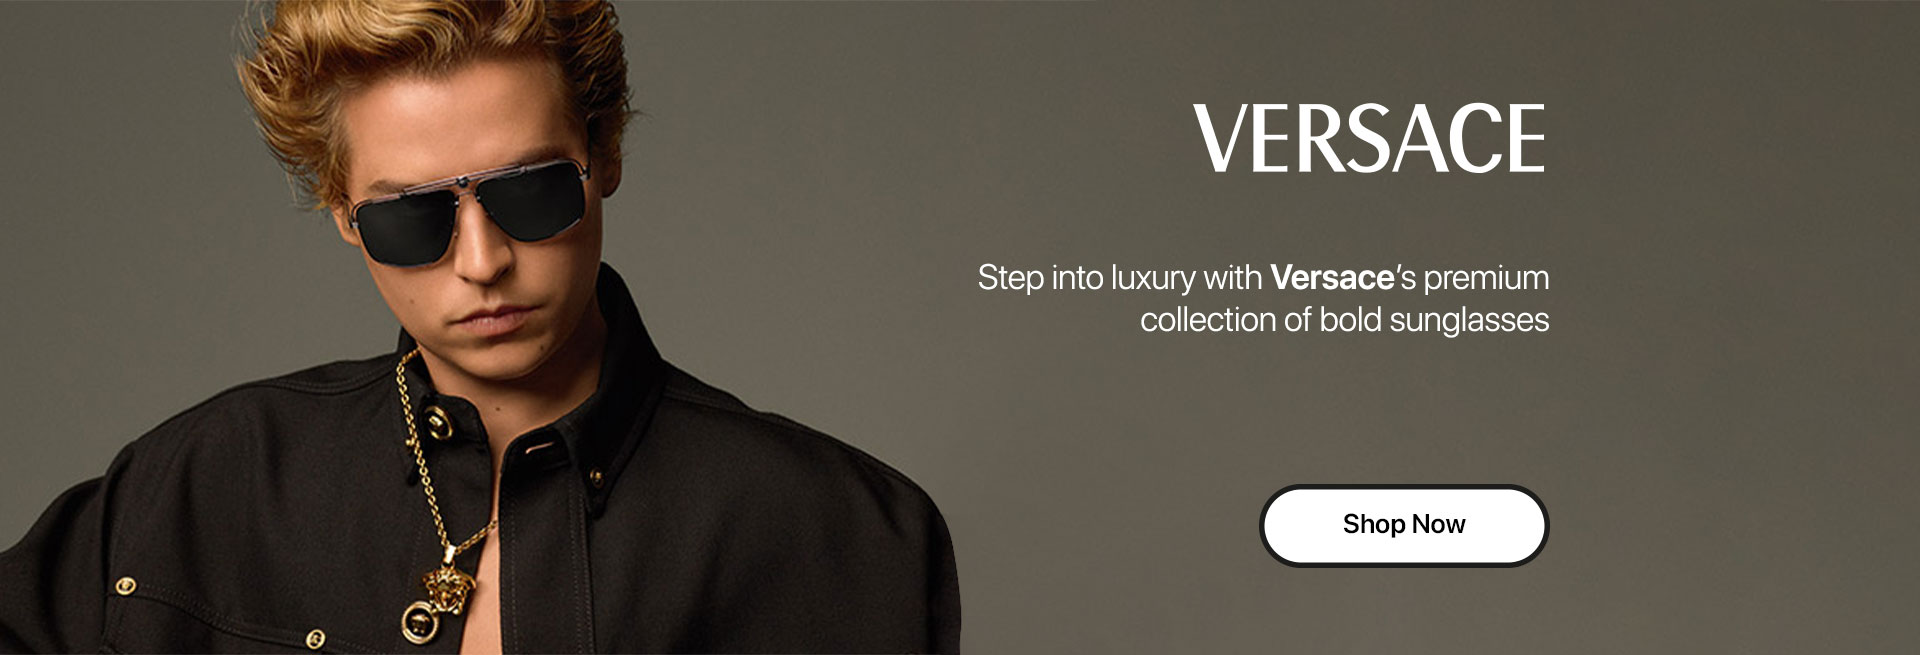 VERSACE
Step into luxury with Versace's premium
collection of bold sunglasses
Shop Now